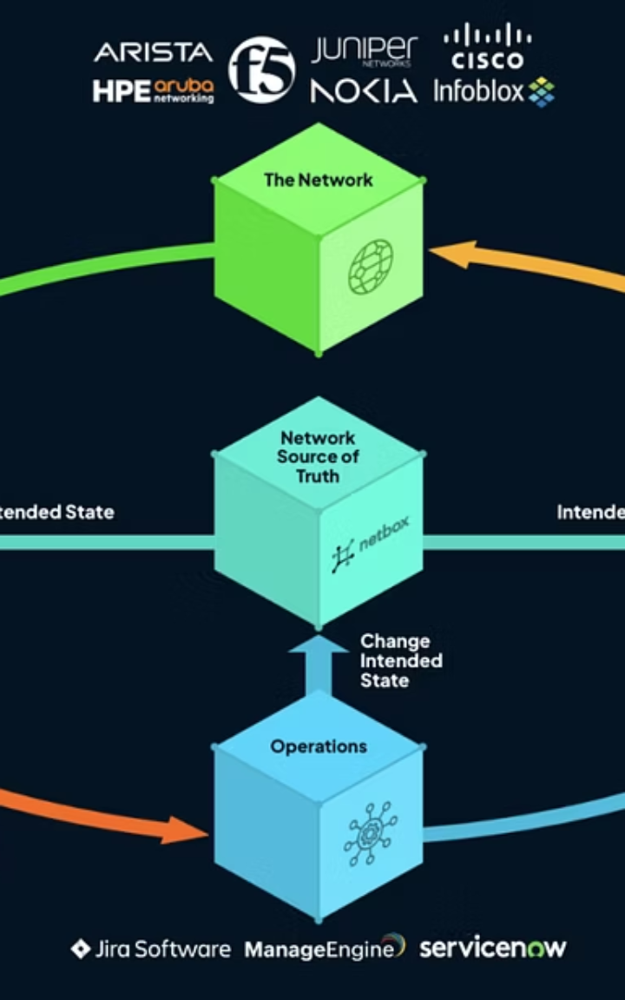 ARISTA
f5
JUNIPER
NETWORKS
CISCO
HPE aruba
networking
NOKIA
Infoblox
The Network
Network
Source of
Truth
netbox
tended State
Intende
Change
Intended
State
Operations
Jira Software
ManageEngine
servicenow